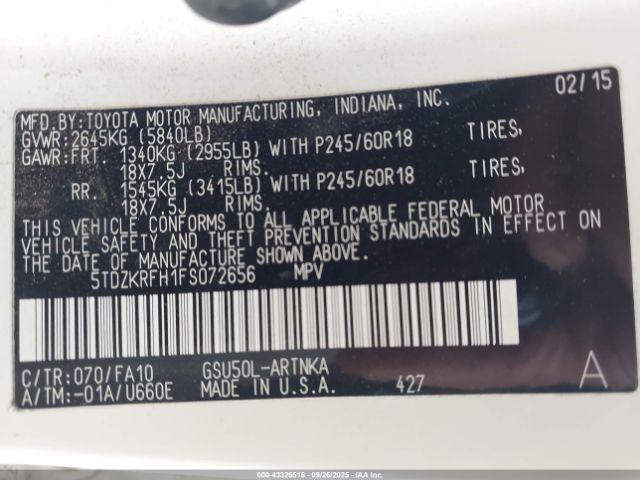 02/15
MFD. BY: TOYOTA MOTOR MANUFACTURING, INDIANA, INC.
GVWR: 2645KG (5840LB)
GAWR: FRT. 1340KG (2955LB) WITH P245/60R18 TIRES,
18X7.5J RIMS.
RR. 1545KG (3415LB) WITH P245/60R18 TIRES,
18X7.5J RIMS.
THIS VEHICLE CONFORMS TO ALL APPLICABLE FEDERAL MOTOR
VEHICLE SAFETY AND THEFT PREVENTION STANDARDS IN EFFECT ON
THE DATE OF MANUFACTURE SHOWN ABOVE.
5TDZKRFH1FS072656 MPV
C/TR: 070/FA10 GSU50L-ARTNKA
A/TM: -01A/U660E MADE IN U.S.A. 427 A
000-43326516 - 09/26/2025 - IAA Inc.